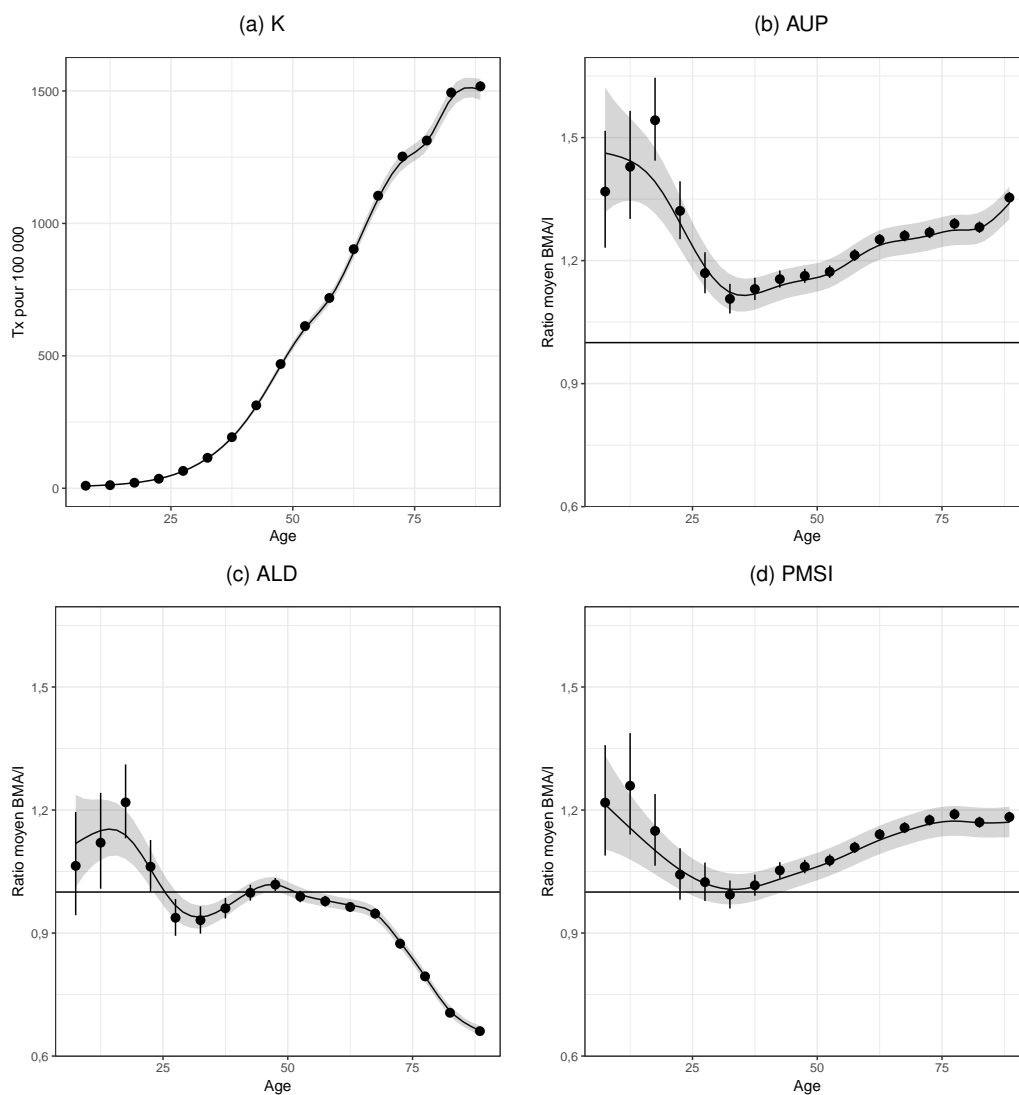 (a) K
1500
1000
500
0
Tx pour 100 000
25 50 75
Age
(b) AUP
1,5
1,2
0,9
0,6
Ratio moyen BMA/I
25 50 75
Age
(c) ALD
1,5
1,2
0,9
0,6
Ratio moyen BMA/I
25 50 75
Age
(d) PMSI
1,5
1,2
0,9
0,6
Ratio moyen BMA/I
25 50 75
Age